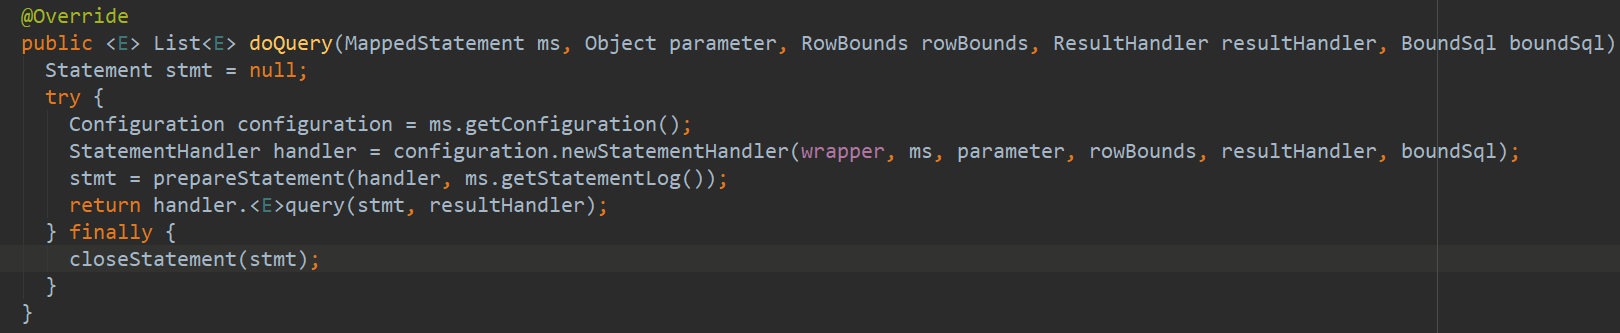 @Override
public <E> List<E> doQuery(MappedStatement ms, Object parameter, RowBounds rowBounds, ResultHandler resultHandler, BoundSql boundSql)
Statement stmt = null;
try {
Configuration configuration = ms.getConfiguration();
StatementHandler handler = configuration.newStatementHandler(wrapper, ms, parameter, rowBounds, resultHandler, boundSql);
stmt = prepareStatement(handler, ms.getStatementLog());
return handler.<E>query(stmt, resultHandler);
} finally {
closeStatement(stmt);
}
}